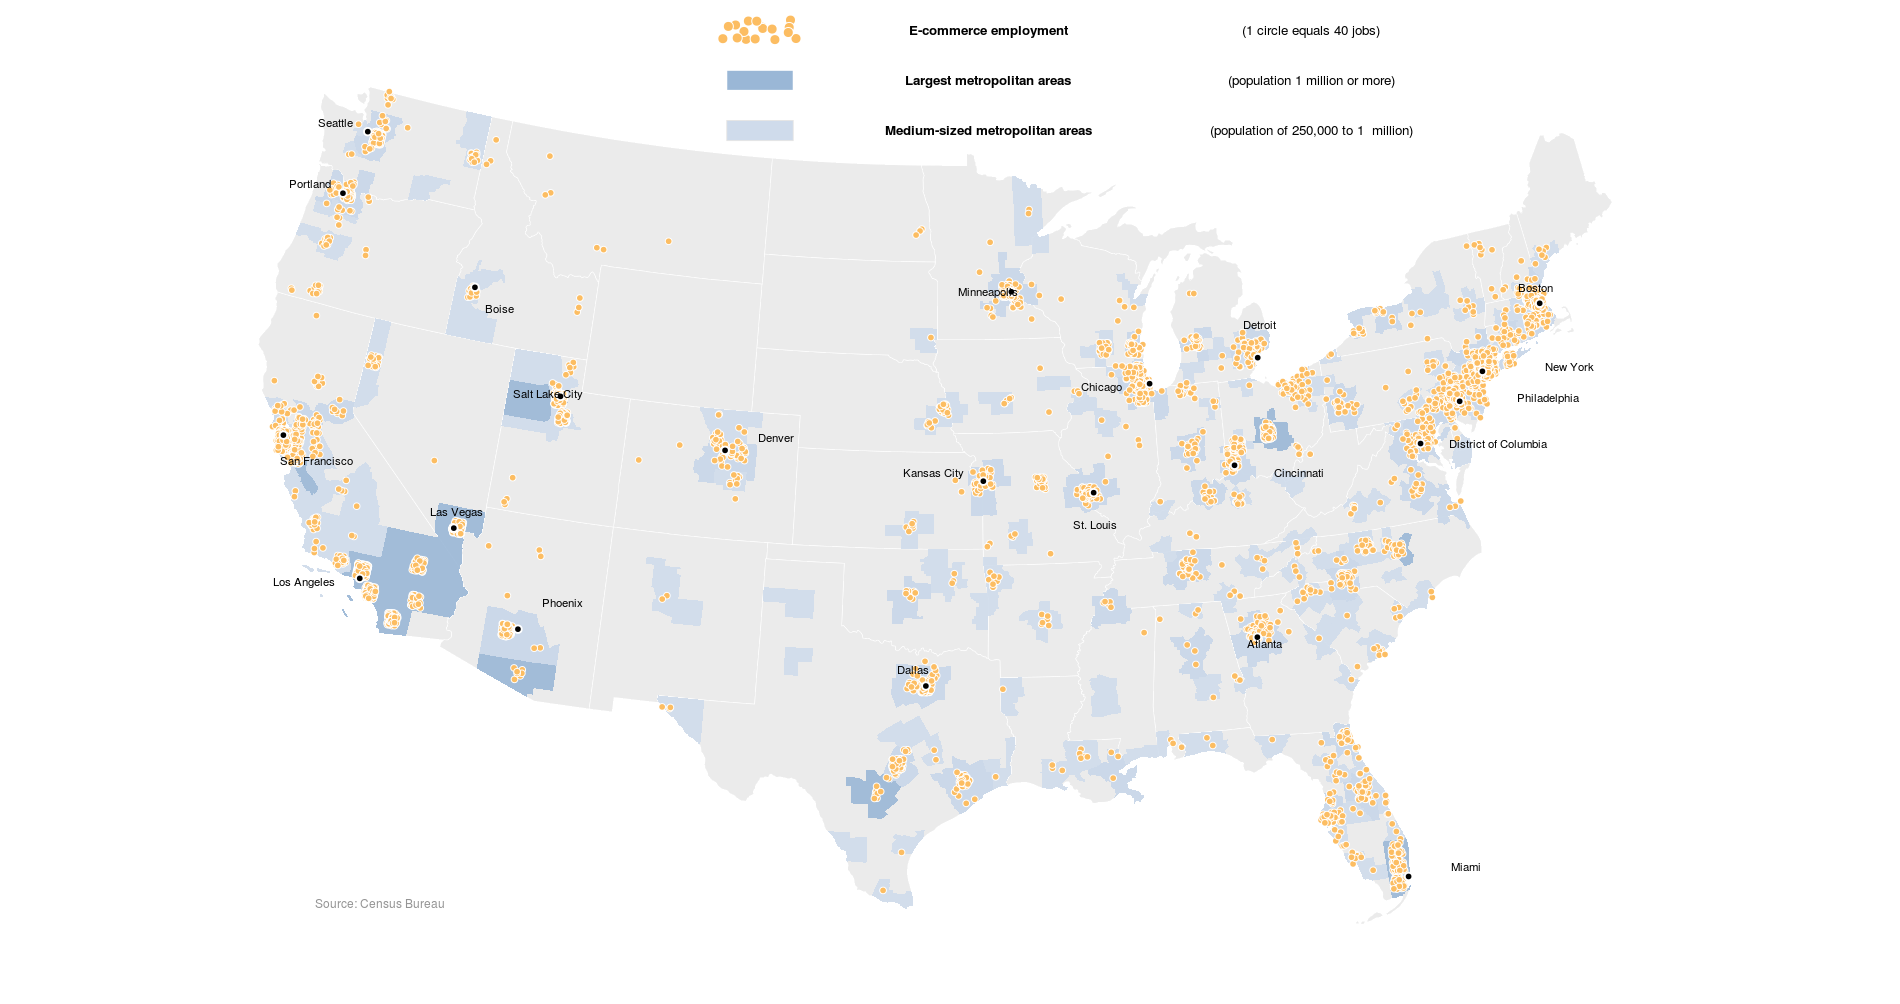 E-commerce employment (1 circle equals 40 jobs)
Largest metropolitan areas (population 1 million or more)
Medium-sized metropolitan areas (population of 250,000 to 1 million)
Seattle
Portland
Boise
Minneapolis
Boston
Detroit
New York
Chicago
Salt Lake City
Philadelphia
Denver
District of Columbia
San Francisco
Kansas City
Cincinnati
Las Vegas
St. Louis
Los Angeles
Phoenix
Atlanta
Dallas
Miami
Source: Census Bureau